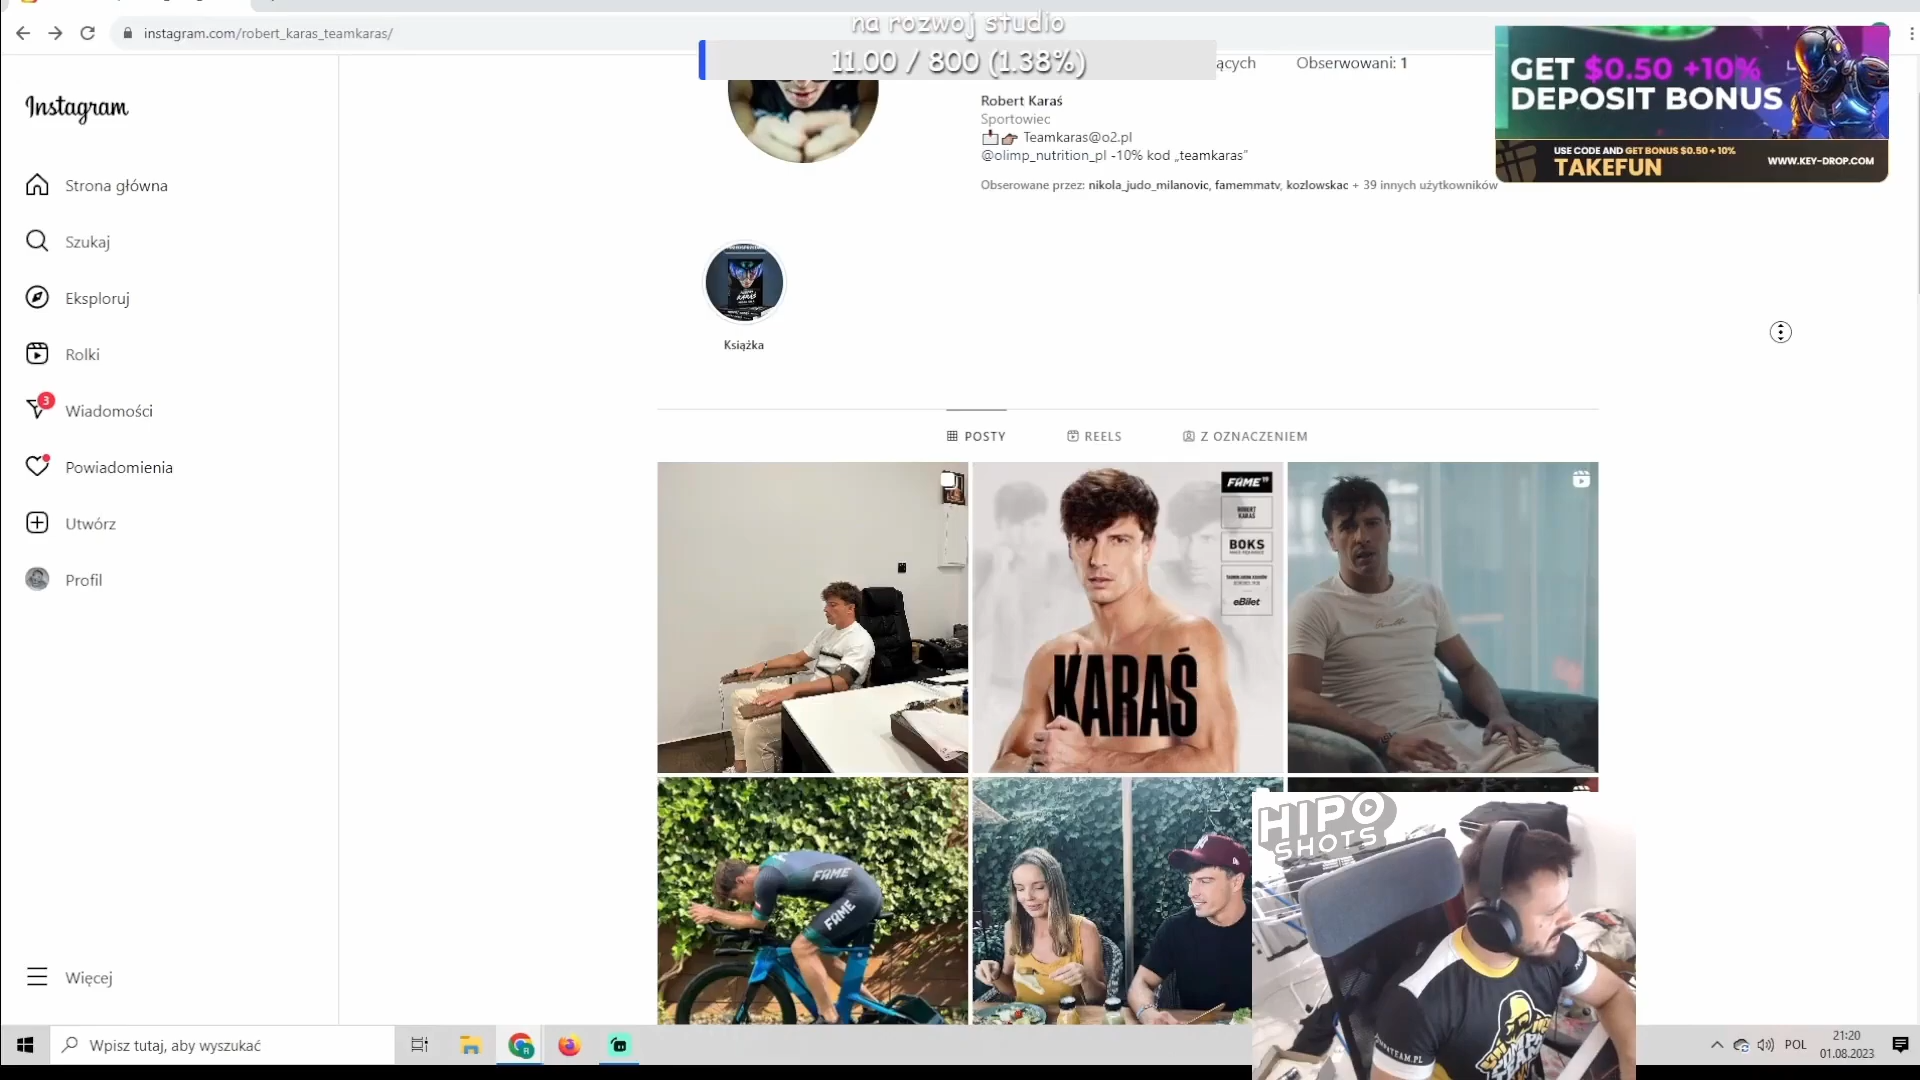 na rozwoj studio
instagram.com/robert_karas_teamkaras/
11.00 / 800 (1.38%)
ących
Obserwowani: 1
GET $0.50 +10%
DEPOSIT BONUS
USE CODE AND GET BONUS $0.50 + 10%
TAKEFUN
WWW.KEY-DROP.COM
Instagram
Robert Karaś
Sportowiec
Teamkaras@o2.pl
@olimp_nutrition_pl -10% kod „teamkaras”
Obserowane przez: nikola_judo_milanovic, famemmatv, kozlowskac + 39 innych użytkowników
Strona główna
Szukaj
Eksploruj
Rolki
3
Wiadomości
Powiadomienia
Utwórz
Profil
Więcej
Książka
POSTY
REELS
Z OZNACZENIEM
FAME 19
ROBERT
KARAŚ
BOKS
eBilet
KARAŚ
FAME
FAME
HIPO
SHOTS
Wpisz tutaj, aby wyszukać
POL
21:20
01.08.2023